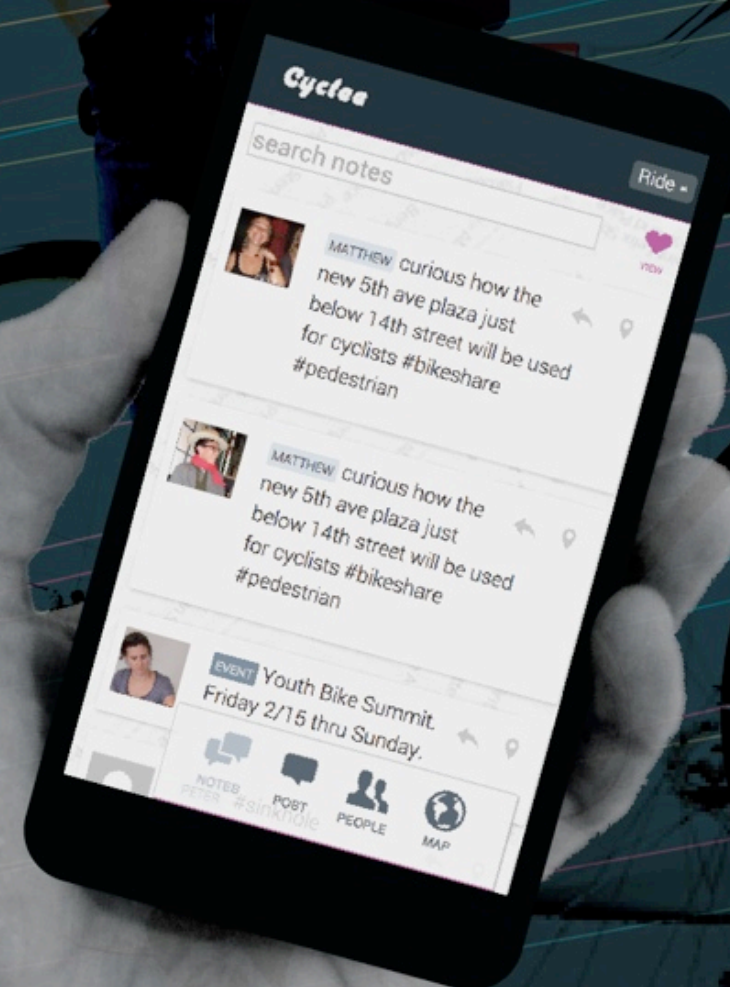 Cyclee
Ride
search notes
VIEW
MATTHEW curious how the
new 5th ave plaza just
below 14th street will be used
for cyclists #bikeshare
#pedestrian
MATTHEW curious how the
new 5th ave plaza just
below 14th street will be used
for cyclists #bikeshare
#pedestrian
EVENT Youth Bike Summit.
Friday 2/15 thru Sunday.
NOTES POST PEOPLE MAP
PETER #sinkhole